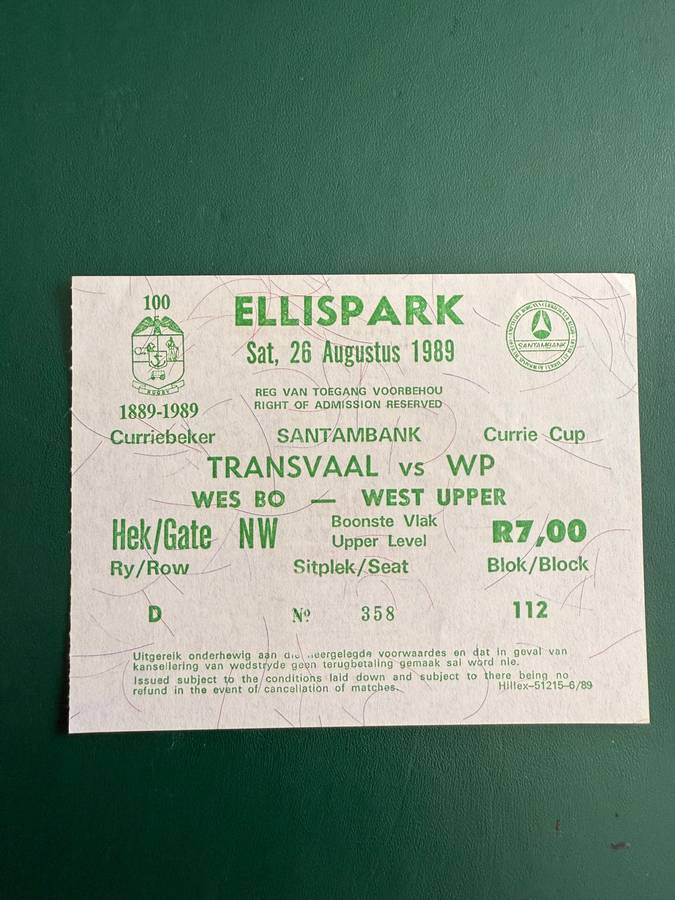 100
ELLISPARK
Sat, 26 Augustus 1989
SANTAMBANK
RUGBY
1889-1989
REG VAN TOEGANG VOORBEHOU
RIGHT OF ADMISSION RESERVED
Curriebeker SANTAMBANK Currie Cup
TRANSVAAL vs WP
WES BO — WEST UPPER
Hek/Gate NW Boonste Vlak R7,00
Upper Level
Ry/Row Sitplek/Seat Blok/Block
D Nº 358 112
Uitgereik onderhewig aan die neergelegde voorwaardes en dat in geval van
kansellering van wedstryde geen terugbetaling gemaak sal word nie.
Issued subject to the conditions laid down and subject to there being no
refund in the event of cancellation of matches. Hillex–51215–6/89